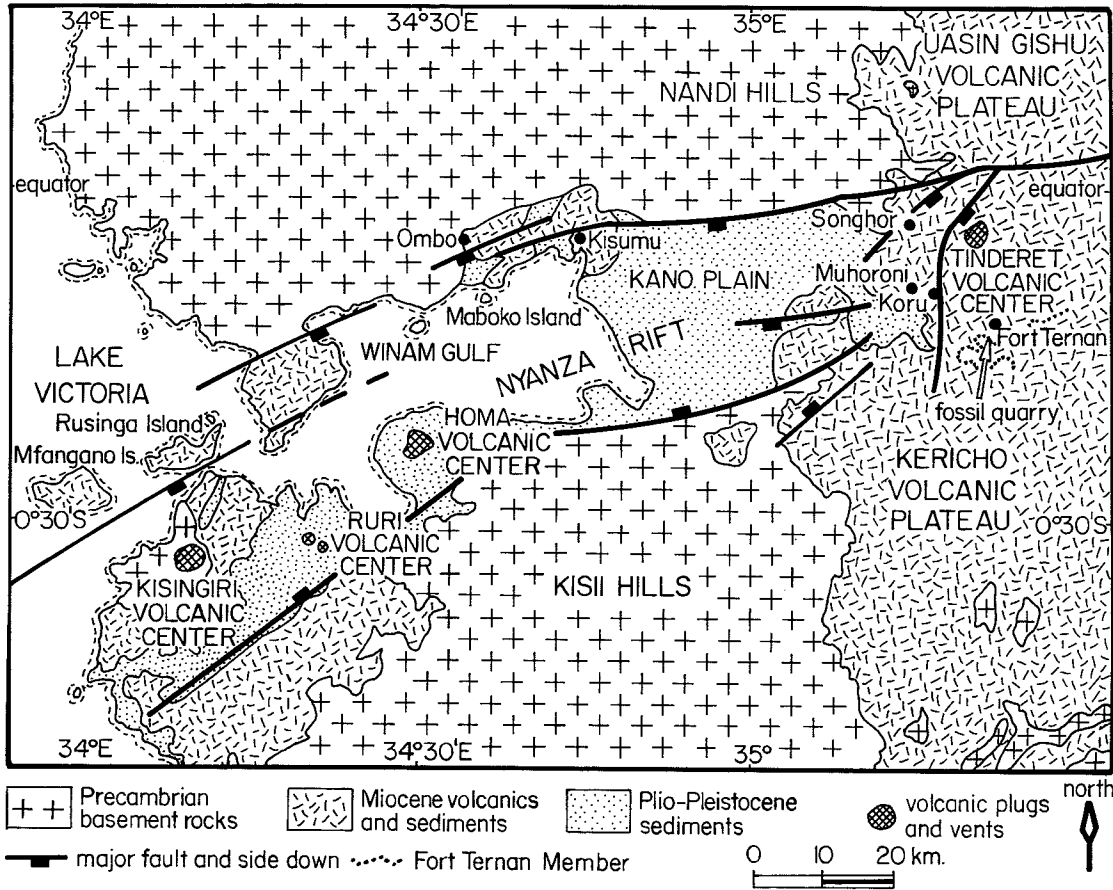 34°E
34°30'E
35°E
UASIN GISHU
VOLCANIC
PLATEAU
NANDI HILLS
equator
equator
Songhor
Ombo
Kisumu
KANO PLAIN
TINDERET
VOLCANIC
CENTER
Muhoroni
Koru
Maboko Island
Fort Ternan
WINAM GULF
NYANZA RIFT
LAKE
VICTORIA
fossil quarry
Rusinga Island
HOMA
VOLCANIC
CENTER
Mfangano Is.
KERICHO
VOLCANIC
PLATEAU
0°30'S
0°30'S
RURI
VOLCANIC
CENTER
KISINGIRI
VOLCANIC
CENTER
KISII HILLS
34°E
34°30'E
35°
Precambrian
basement rocks
Miocene volcanics
and sediments
Plio-Pleistocene
sediments
volcanic plugs
and vents
north
major fault and side down
Fort Ternan Member
0 10 20 km.